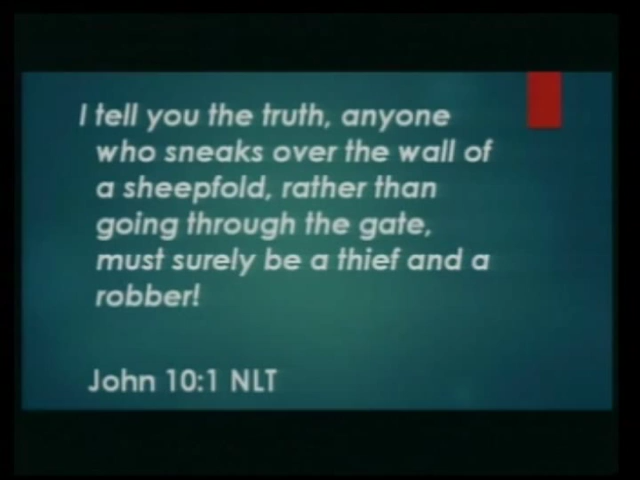 I tell you the truth, anyone
who sneaks over the wall of
a sheepfold, rather than
going through the gate,
must surely be a thief and a
robber!
John 10:1 NLT